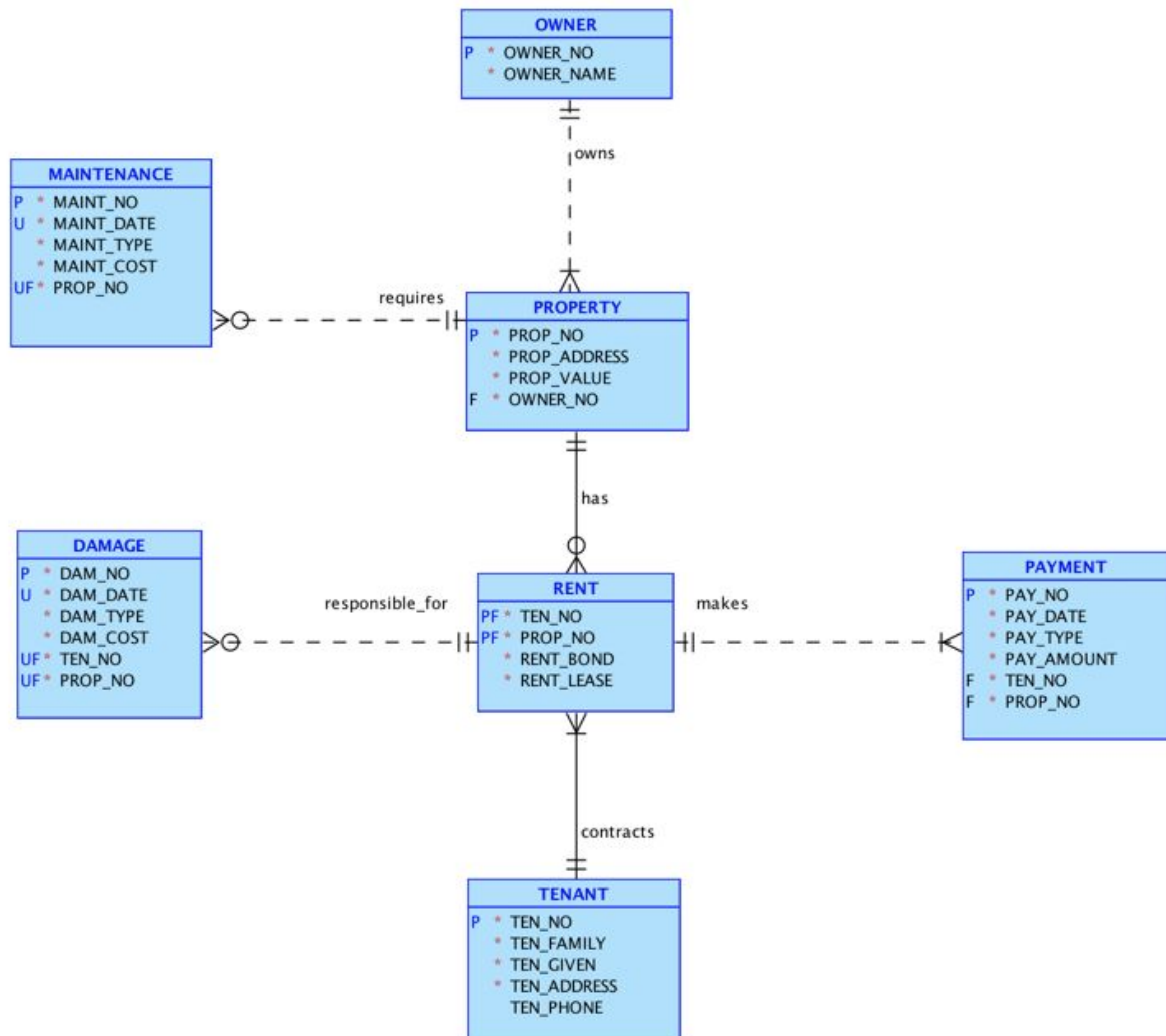 OWNER
P * OWNER_NO
* OWNER_NAME
owns
MAINTENANCE
P * MAINT_NO
U * MAINT_DATE
* MAINT_TYPE
* MAINT_COST
UF * PROP_NO
requires
PROPERTY
P * PROP_NO
* PROP_ADDRESS
* PROP_VALUE
F * OWNER_NO
has
DAMAGE
P * DAM_NO
U * DAM_DATE
* DAM_TYPE
* DAM_COST
UF * TEN_NO
UF * PROP_NO
responsible_for
RENT
PF * TEN_NO
PF * PROP_NO
* RENT_BOND
* RENT_LEASE
makes
PAYMENT
P * PAY_NO
* PAY_DATE
* PAY_TYPE
* PAY_AMOUNT
F * TEN_NO
F * PROP_NO
contracts
TENANT
P * TEN_NO
* TEN_FAMILY
* TEN_GIVEN
* TEN_ADDRESS
TEN_PHONE